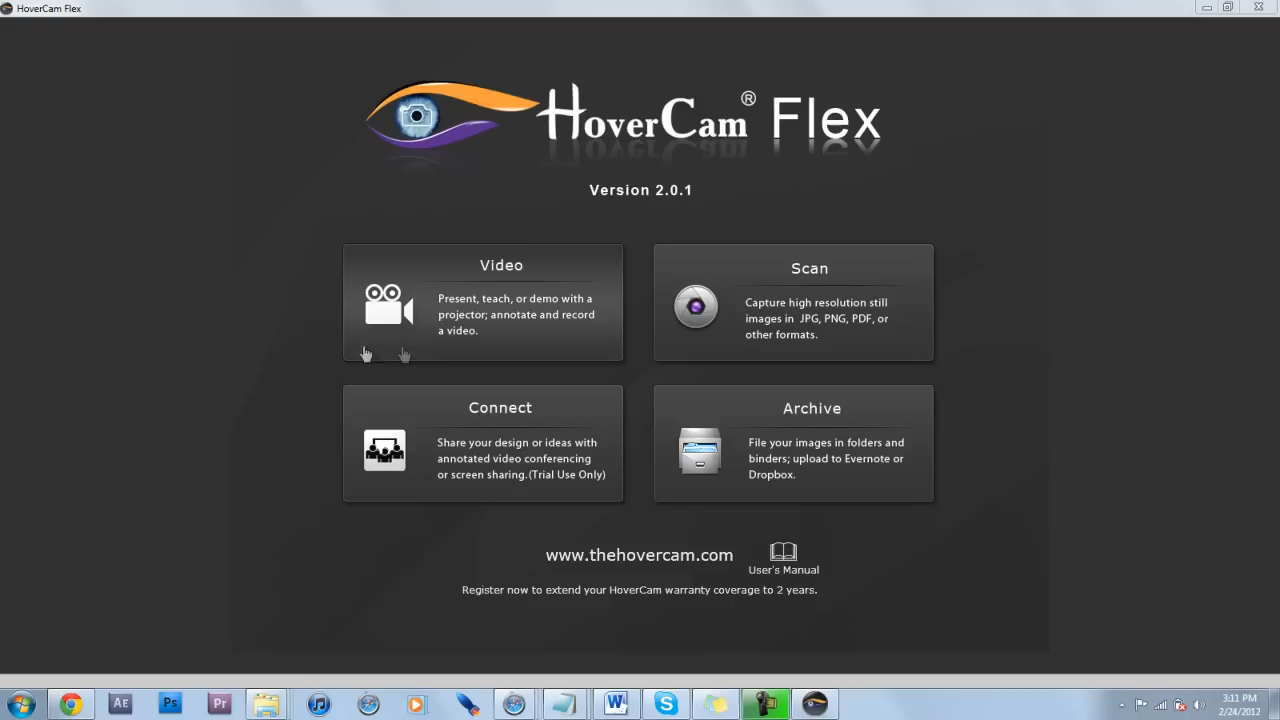 HoverCam Flex
HoverCam® Flex
Version 2.0.1
Video
Present, teach, or demo with a
projector; annotate and record
a video.
Scan
Capture high resolution still
images in JPG, PNG, PDF, or
other formats.
Connect
Share your design or ideas with
annotated video conferencing
or screen sharing.(Trial Use Only)
Archive
File your images in folders and
binders; upload to Evernote or
Dropbox.
www.thehovercam.com
User's Manual
Register now to extend your HoverCam warranty coverage to 2 years.
AE
Ps
Pr
W
S
3:11 PM
2/24/2012